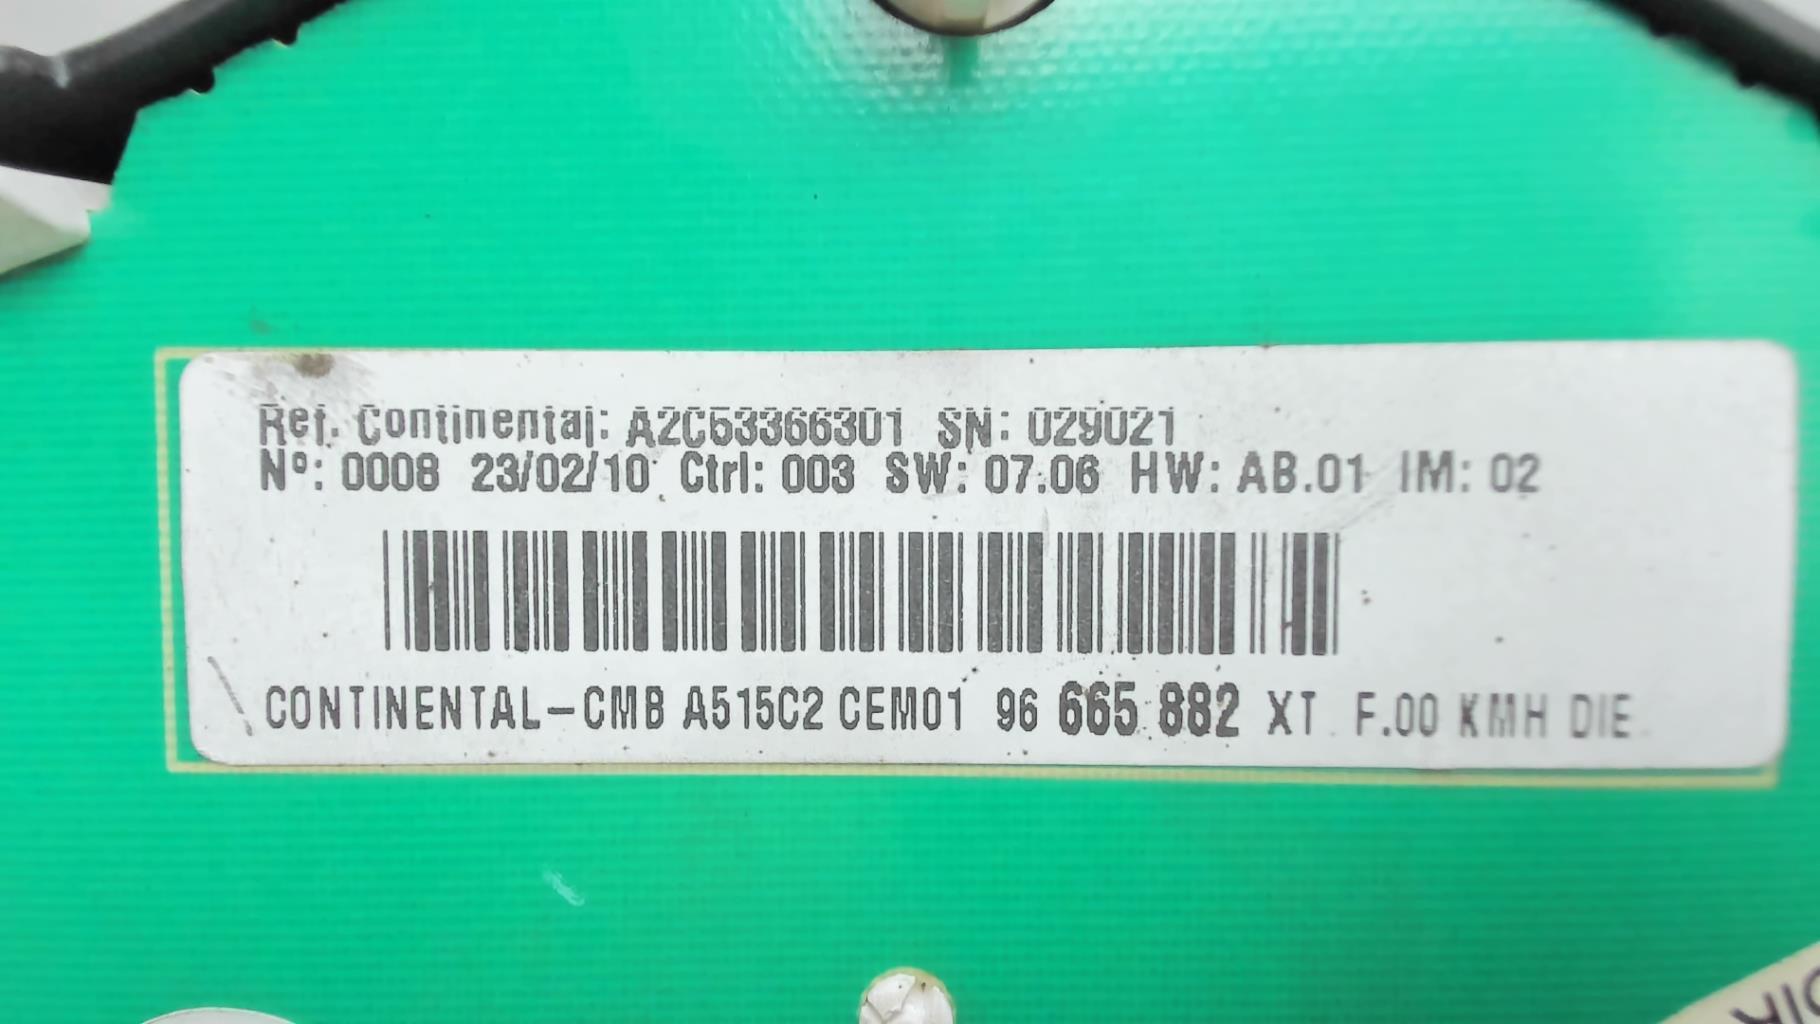 Ref. Continental: A2C53366301 SN: 029021
Nº: 0008 23/02/10 Ctrl: 003 SW: 07.06 HW: AB.01 IM: 02
CONTINENTAL-CMB A515C2 CEM01 96 665 882 XT F.00 KMH DIE